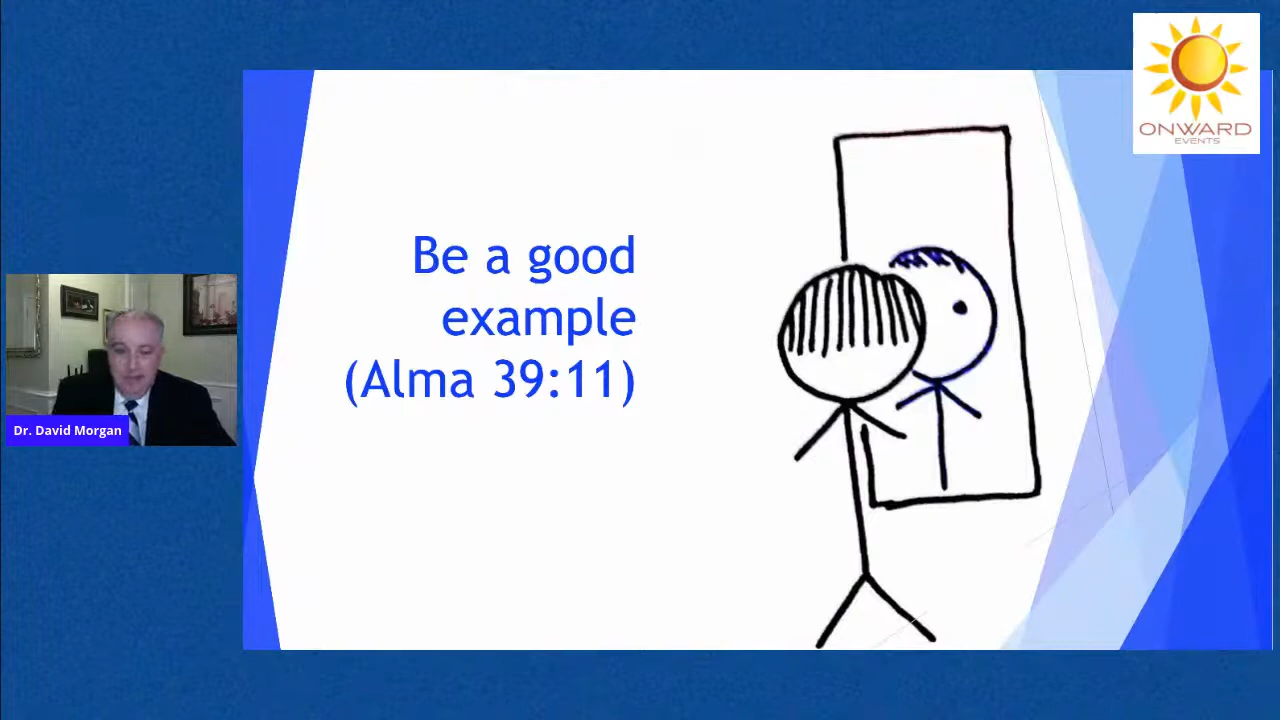 ONWARD
EVENTS
Be a good
example
(Alma 39:11)
Dr. David Morgan